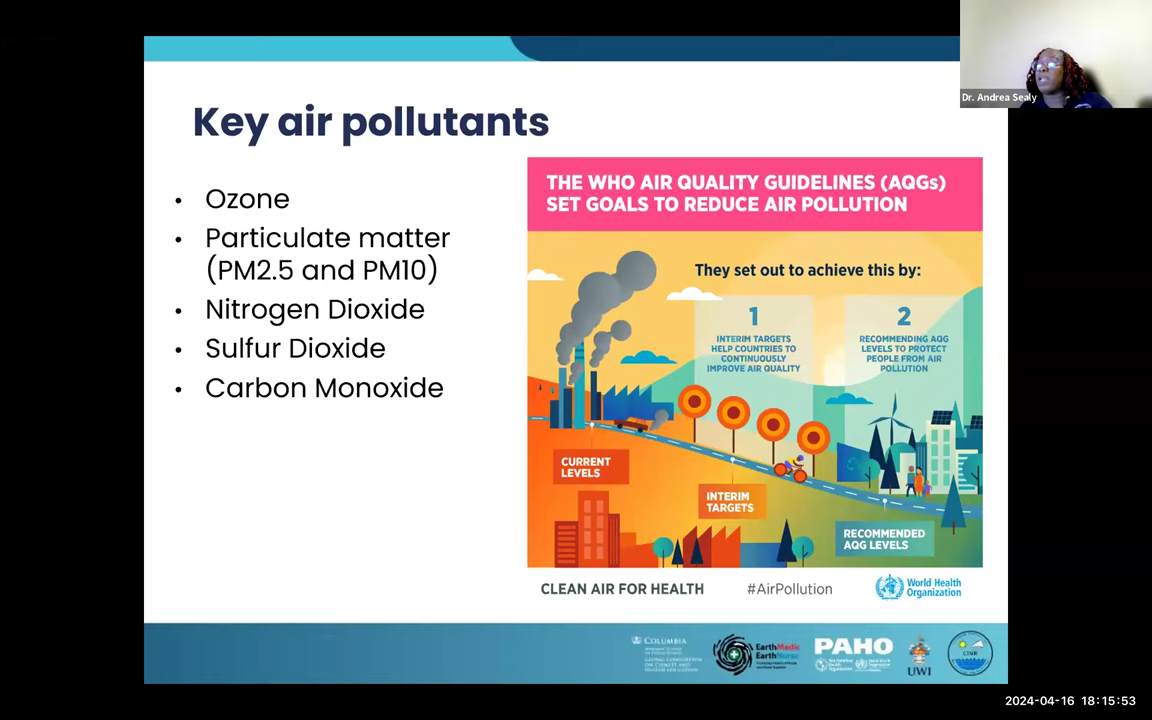 Dr. Andrea Sealy
Key air pollutants
• Ozone
• Particulate matter
(PM2.5 and PM10)
• Nitrogen Dioxide
• Sulfur Dioxide
• Carbon Monoxide
THE WHO AIR QUALITY GUIDELINES (AQGs)
SET GOALS TO REDUCE AIR POLLUTION
They set out to achieve this by:
1
INTERIM TARGETS
HELP COUNTRIES TO
CONTINUOUSLY
IMPROVE AIR QUALITY
2
RECOMMENDING AQG
LEVELS TO PROTECT
PEOPLE FROM AIR
POLLUTION
CURRENT
LEVELS
INTERIM
TARGETS
RECOMMENDED
AQG LEVELS
CLEAN AIR FOR HEALTH
#AirPollution
World Health
Organization
COLUMBIA
EarthMedic
EarthNurse
PAHO
UWI
2024-04-16 18:15:53